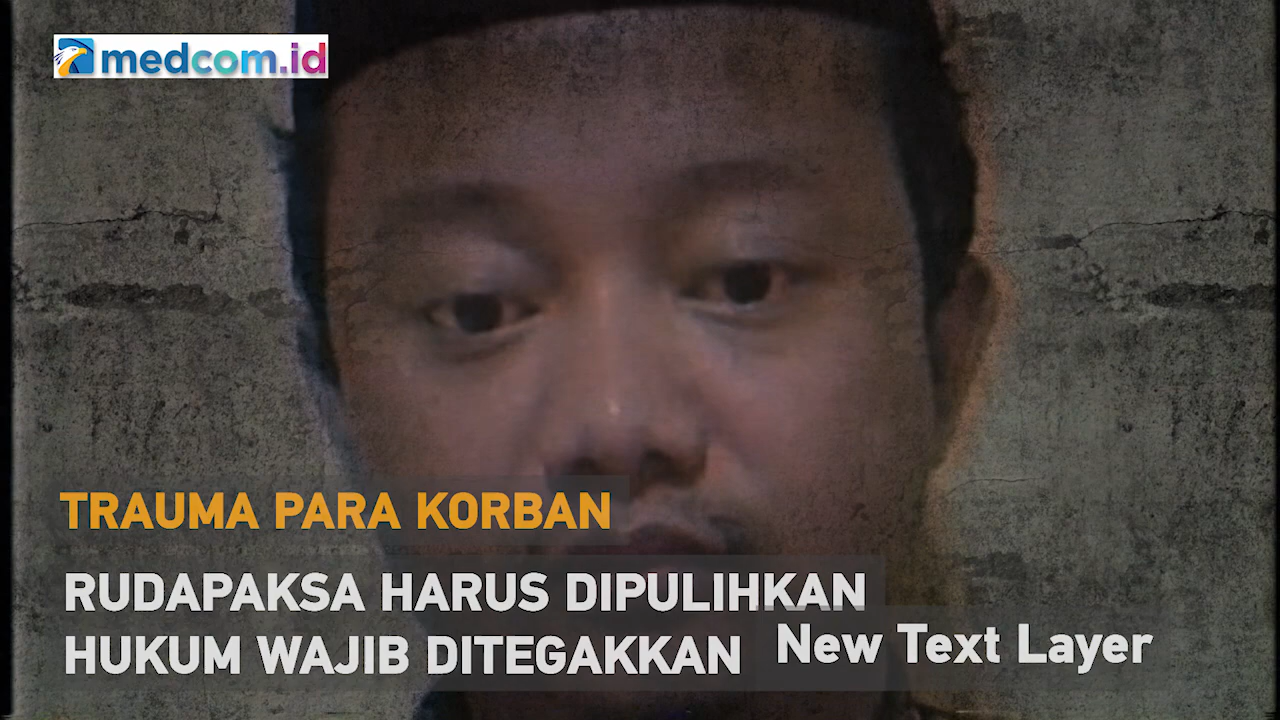 medcom.id
TRAUMA PARA KORBAN
RUDAPAKSA HARUS DIPULIHKAN
HUKUM WAJIB DITEGAKKAN New Text Layer